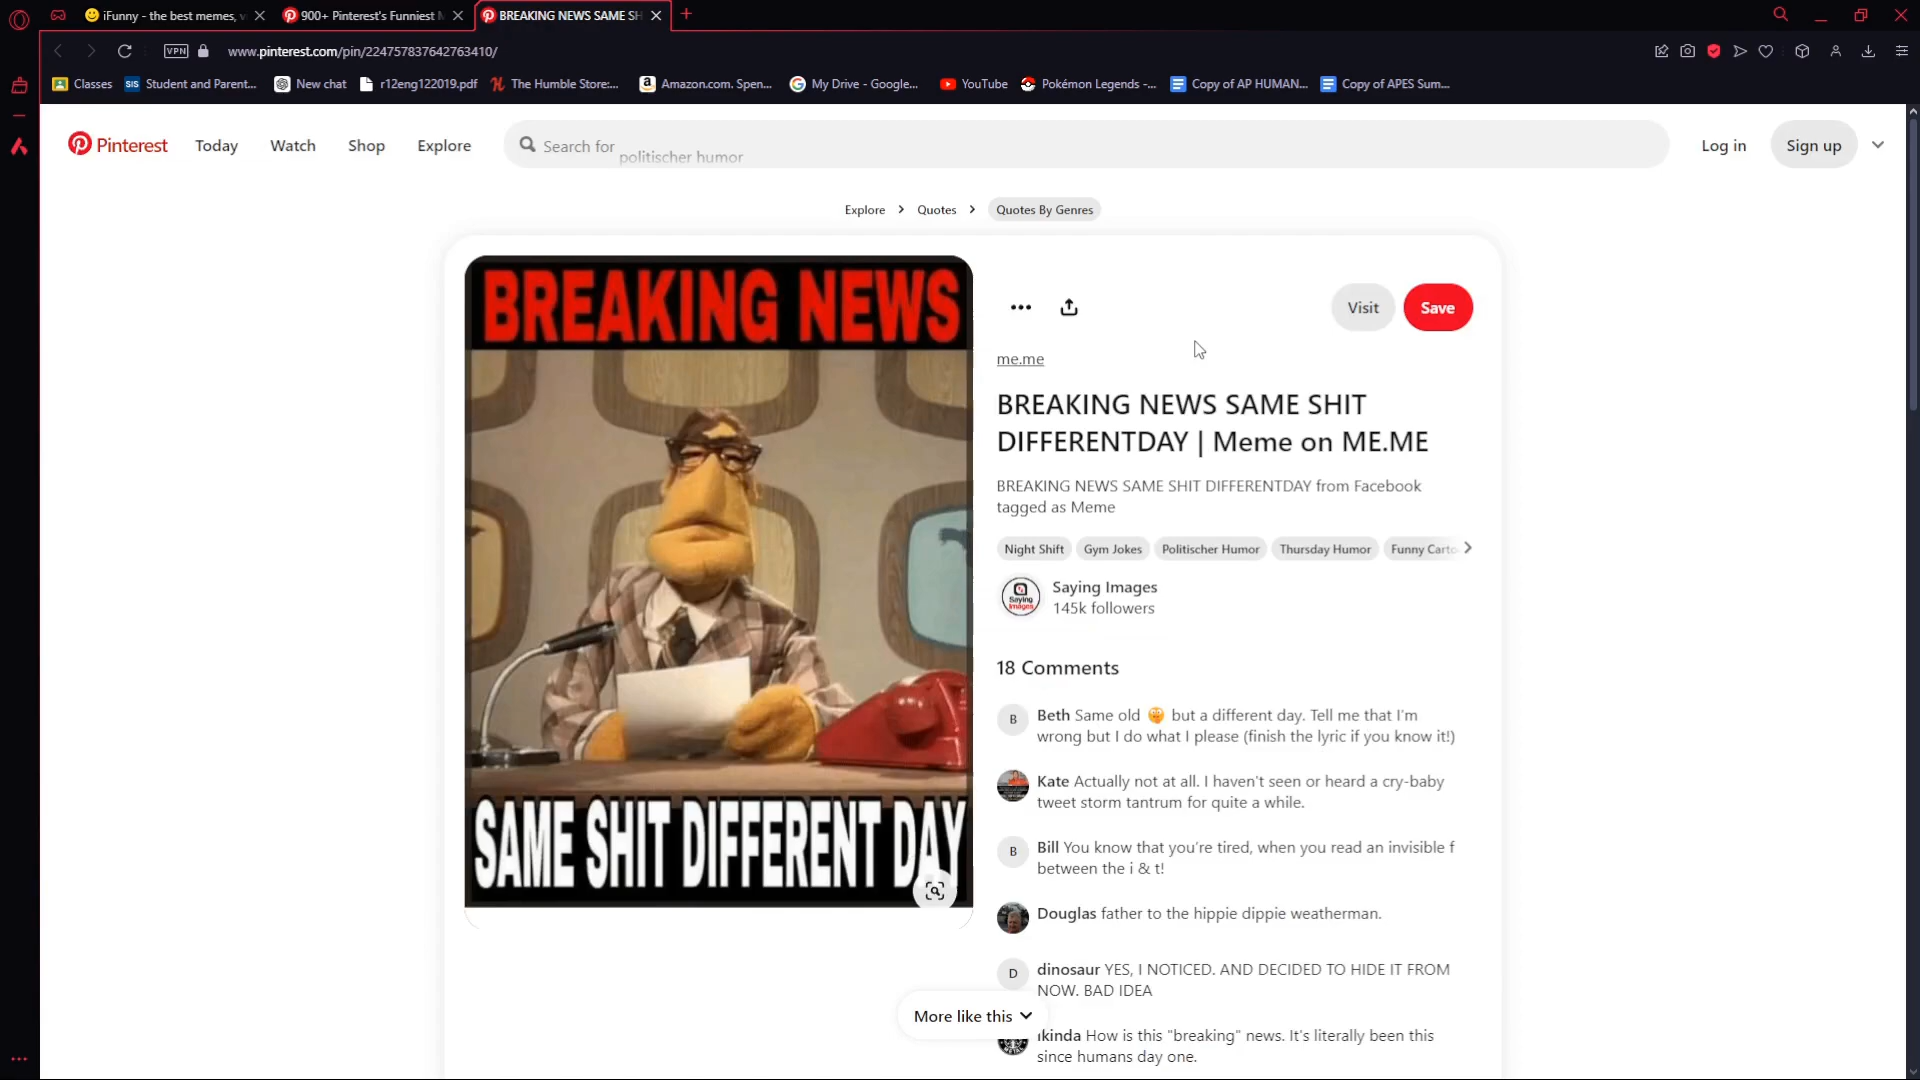 iFunny - the best memes, v
900+ Pinterest's Funniest M
BREAKING NEWS SAME SH
VPN
www.pinterest.com/pin/224757837642763410/
Classes
SIS Student and Parent...
New chat
r12eng122019.pdf
The Humble Store:...
Amazon.com. Spen...
My Drive - Google...
YouTube
Pokémon Legends -...
Copy of AP HUMAN...
Copy of APES Sum...
Pinterest
Today
Watch
Shop
Explore
Search for
politischer humor
Log in
Sign up
Explore
Quotes
Quotes By Genres
BREAKING NEWS
SAME SHIT DIFFERENT DAY
Visit
Save
me.me
BREAKING NEWS SAME SHIT
DIFFERENTDAY | Meme on ME.ME
BREAKING NEWS SAME SHIT DIFFERENTDAY from Facebook
tagged as Meme
Night Shift
Gym Jokes
Politischer Humor
Thursday Humor
Funny Carto
Saying Images
145k followers
18 Comments
B
Beth Same old 🤭 but a different day. Tell me that I'm
wrong but I do what I please (finish the lyric if you know it!)
Kate Actually not at all. I haven't seen or heard a cry-baby
tweet storm tantrum for quite a while.
B
Bill You know that you're tired, when you read an invisible f
between the i & t!
Douglas father to the hippie dippie weatherman.
D
dinosaur YES, I NOTICED. AND DECIDED TO HIDE IT FROM
NOW. BAD IDEA
More like this
ikinda How is this "breaking" news. It's literally been this
since humans day one.